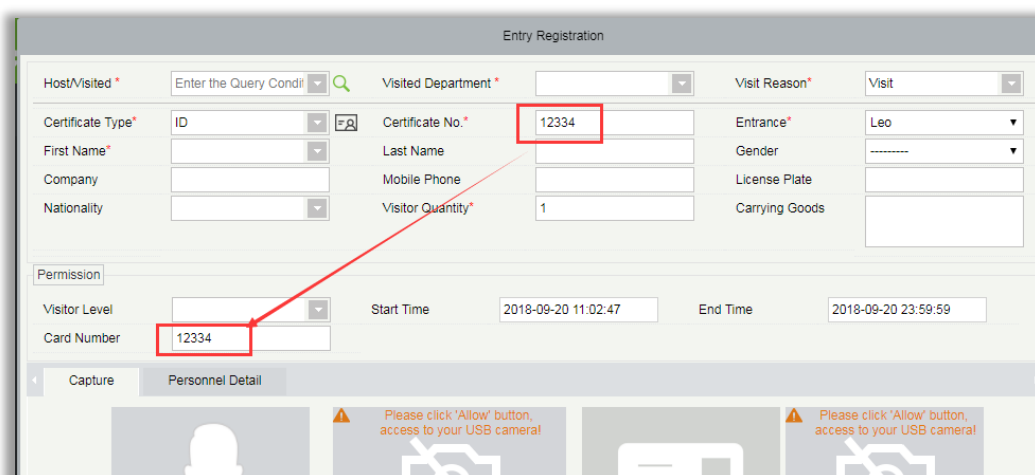 Entry Registration
Host/Visited * Enter the Query Condit Visited Department * Visit Reason* Visit
Certificate Type* ID Certificate No.* 12334 Entrance* Leo
First Name* Last Name Gender ---------
Company Mobile Phone License Plate
Nationality Visitor Quantity* 1 Carrying Goods
Permission
Visitor Level Start Time 2018-09-20 11:02:47 End Time 2018-09-20 23:59:59
Card Number 12334
Capture Personnel Detail
Please click 'Allow' button, Please click 'Allow' button,
access to your USB camera! access to your USB camera!